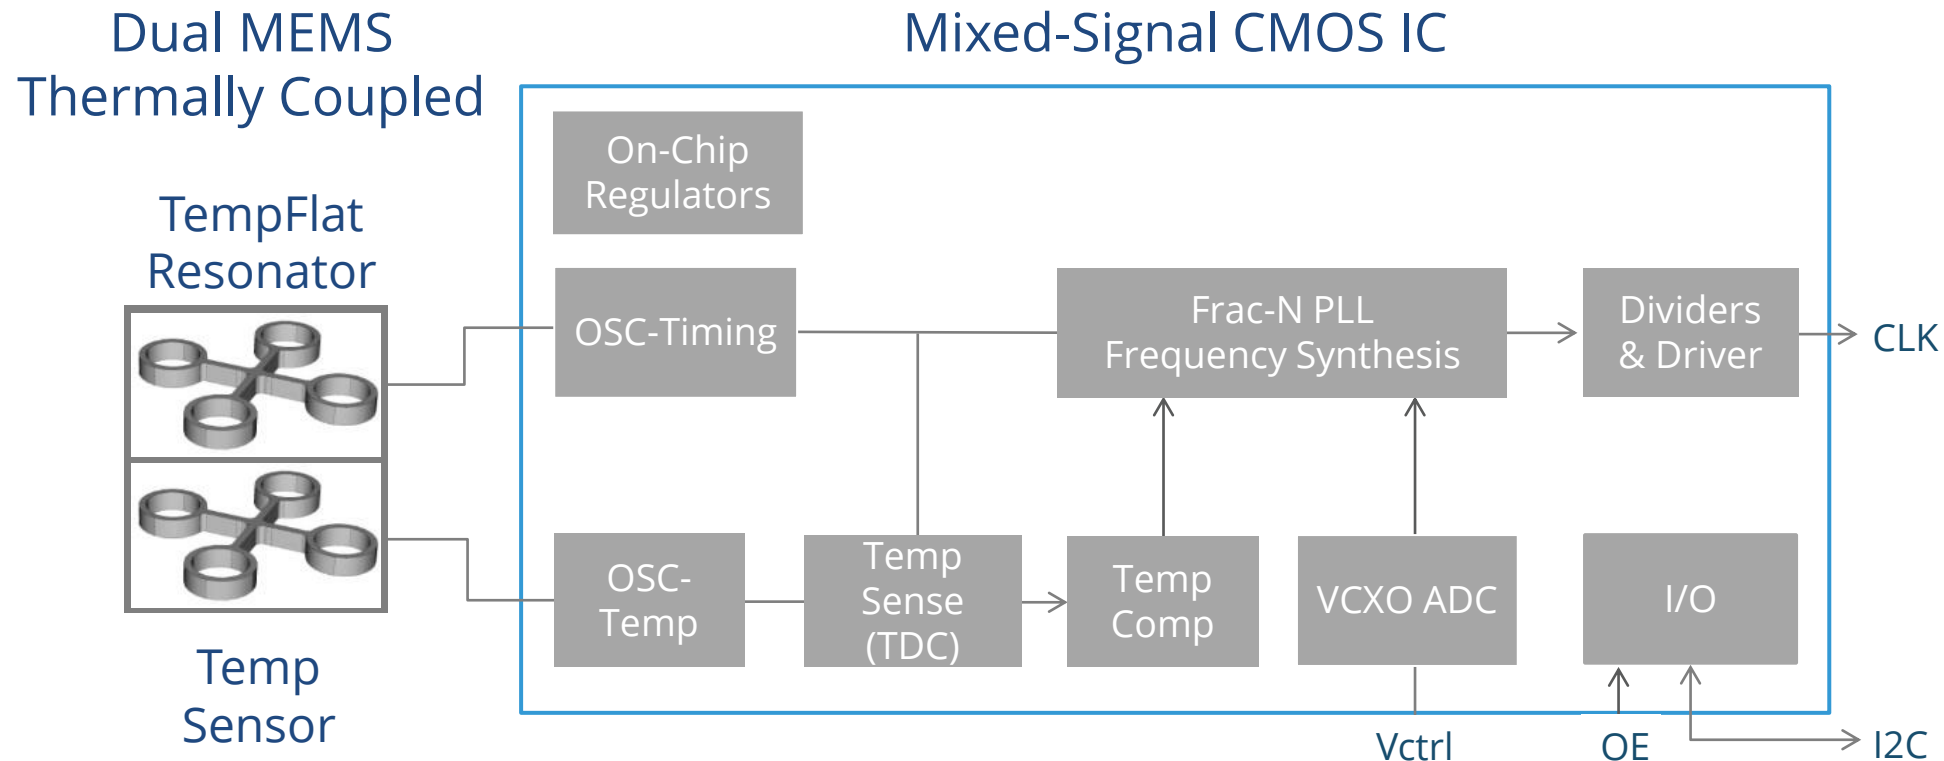 Dual MEMS
Thermally Coupled
Mixed-Signal CMOS IC
TempFlat
Resonator
On-Chip
Regulators
OSC-Timing
Frac-N PLL
Frequency Synthesis
Dividers
& Driver
CLK
OSC-
Temp
Temp
Sense
(TDC)
Temp
Comp
VCXO ADC
I/O
Temp
Sensor
Vctrl
OE
I2C